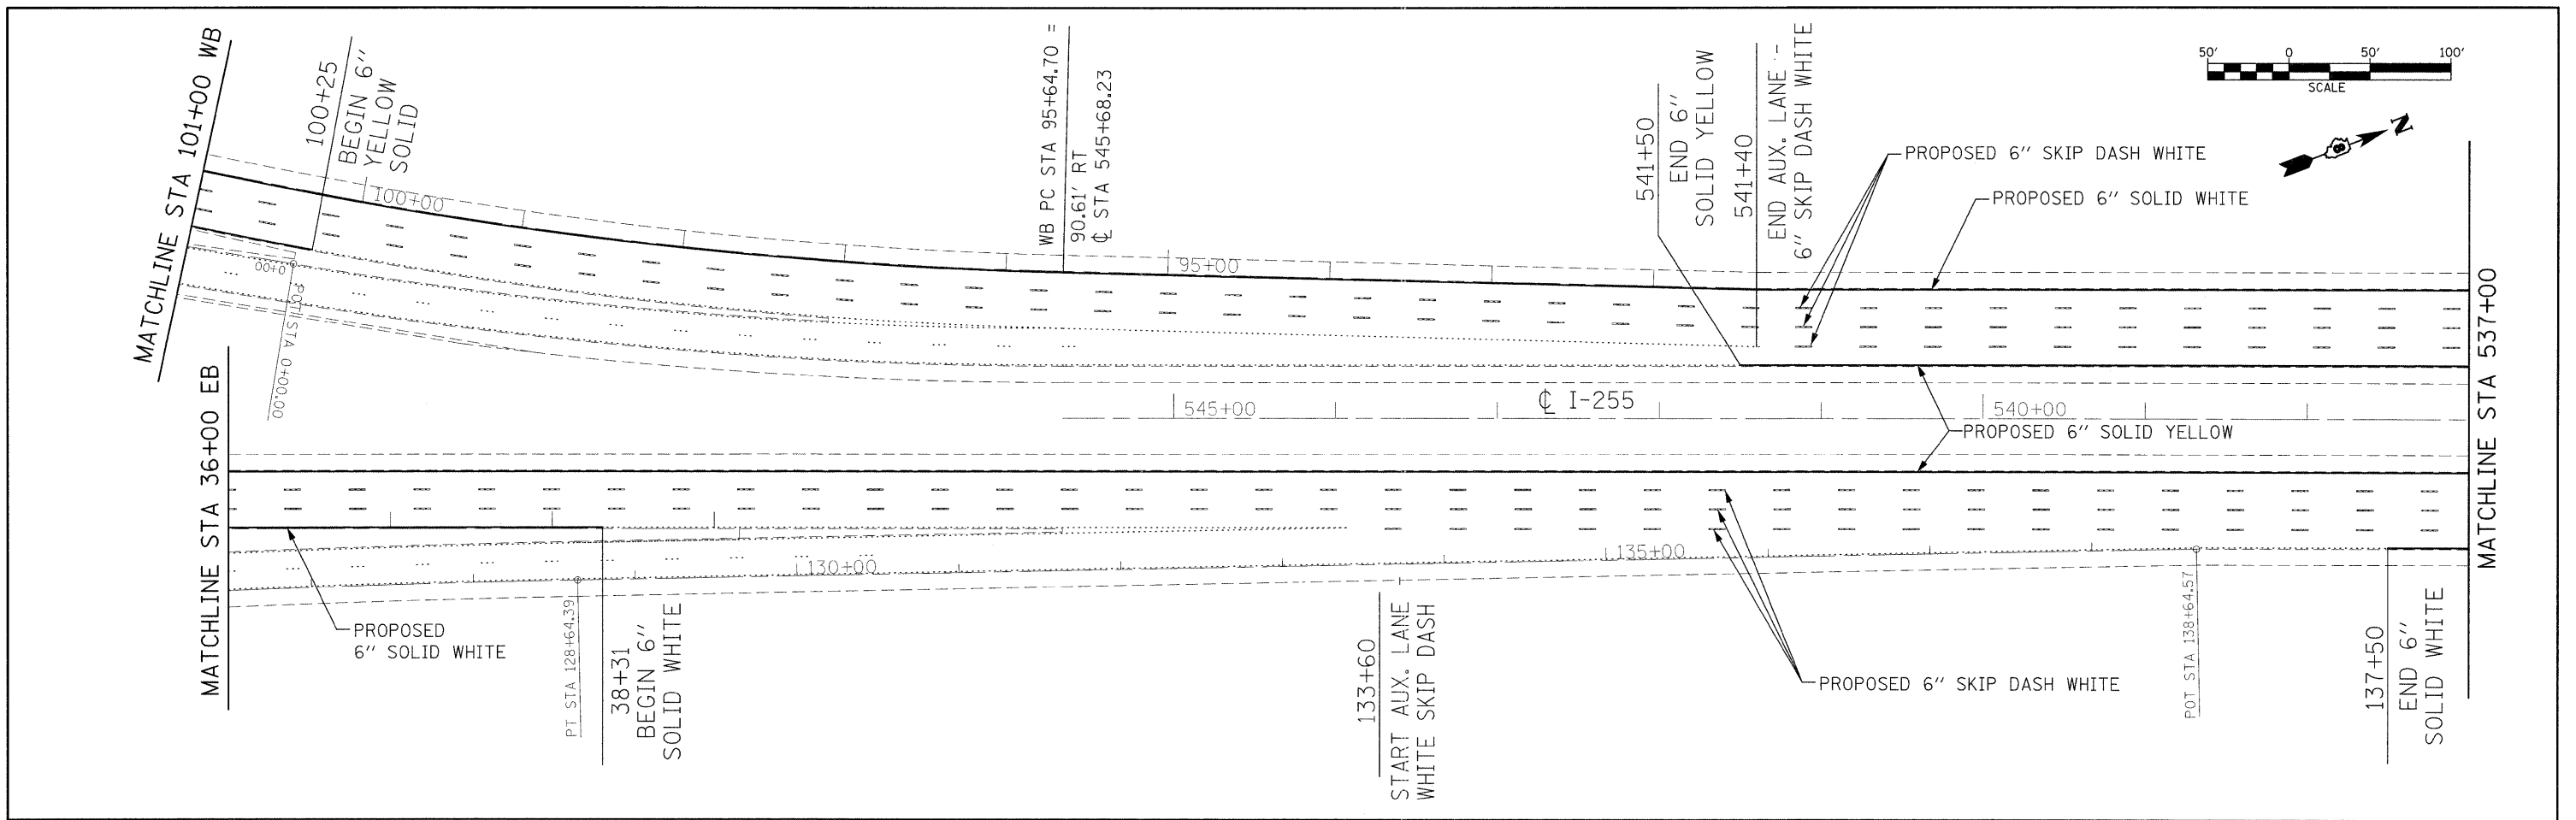 MATCHLINE STA 101+00 WB
100+25
BEGIN 6"
YELLOW
SOLID
100+00
WB PC STA 95+64.70 =
90.61' RT
℄ STA 545+68.23
95+00
541+50
END 6"
SOLID YELLOW
541+40
END AUX. LANE -
6" SKIP DASH WHITE
50' 0 50' 100'
SCALE
N
PROPOSED 6" SKIP DASH WHITE
PROPOSED 6" SOLID WHITE
MATCHLINE STA 537+00
0+00
POT STA 0+00.00
545+00
℄ I-255
540+00
PROPOSED 6" SOLID YELLOW
MATCHLINE STA 36+00 EB
130+00
135+00
PROPOSED
6" SOLID WHITE
PT STA 128+64.39
38+31
BEGIN 6"
SOLID WHITE
133+60
START AUX. LANE
WHITE SKIP DASH
PROPOSED 6" SKIP DASH WHITE
POT STA 138+64.57
137+50
END 6"
SOLID WHITE